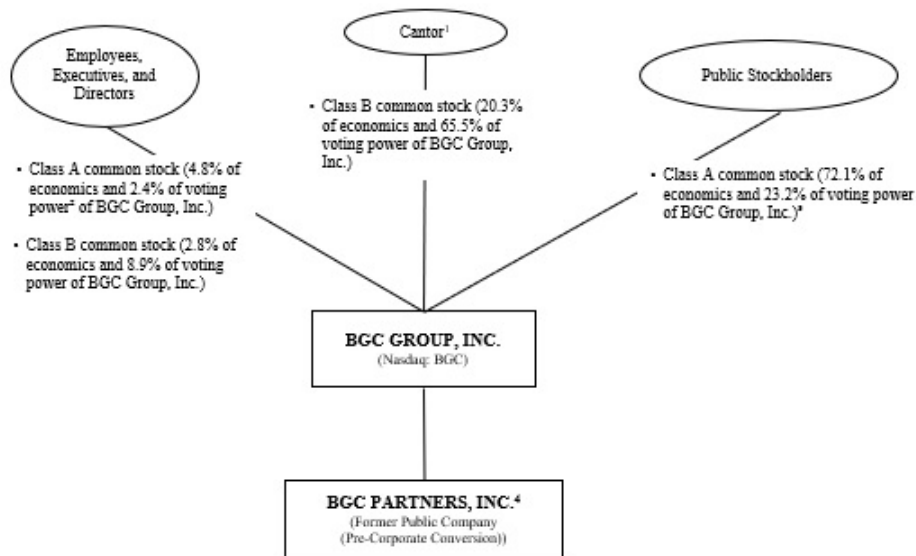 Cantor¹
Employees,
Executives, and
Directors
Public Stockholders
• Class B common stock (20.3%
of economics and 65.5% of
voting power of BGC Group,
Inc.)
• Class A common stock (4.8% of
economics and 2.4% of voting
power² of BGC Group, Inc.)
• Class B common stock (2.8% of
economics and 8.9% of voting
power of BGC Group, Inc.)
• Class A common stock (72.1% of
economics and 23.2% of voting power
of BGC Group, Inc.)³
BGC GROUP, INC.
(Nasdaq: BGC)
BGC PARTNERS, INC.⁴
(Former Public Company
(Pre-Corporate Conversion))